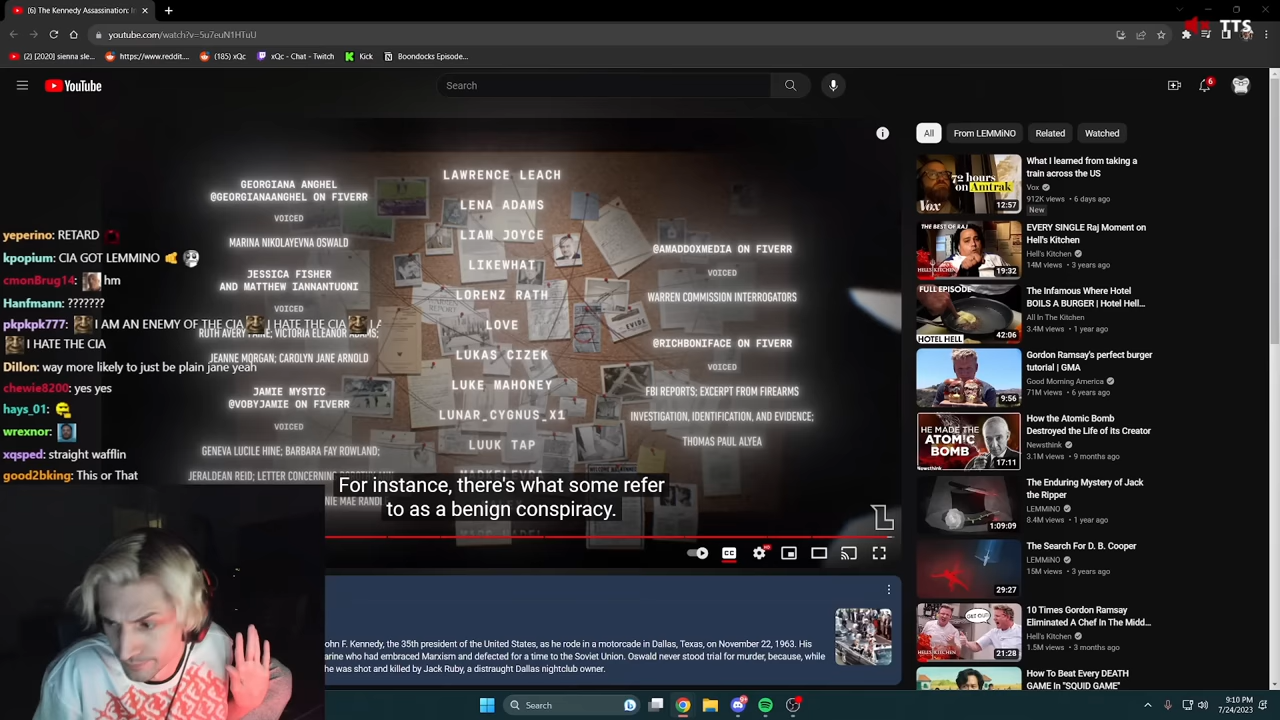 (6) The Kennedy Assassination: I
TTS
youtube.com/watch?v=5u7euN1HTuU
(2) [2020] sienna sle...
https://www.reddit....
(185) xQc
xQc - Chat - Twitch
Kick
Boondocks Episode...
YouTube
Search
6
GEORGIANA ANGHEL
@GEORGIANAANGHEL ON FIVERR
VOICED
MARINA NIKOLAYEVNA OSWALD
JESSICA FISHER
AND MATTHEW IANNANTUONI
VOICED
JEANNE MORGAN; CAROLYN JANE ARNOLD
JAMIE MYSTIC
@VOBYJAMIE ON FIVERR
VOICED
GENEVA LUCILE HINE; BARBARA FAY ROWLAND;
LAWRENCE LEACH
LENA ADAMS
LIAM JOYCE
LIKEWHAT
LORENZ RATH
LOVE
LUKAS CIZEK
LUKE MAHONEY
LUNAR_CYGNUS_X1
LUUK TAP
@AMADDOXMEDIA ON FIVERR
VOICED
WARREN COMMISSION INTERROGATORS
@RICHBONIFACE ON FIVERR
VOICED
FBI REPORTS; EXCERPT FROM FIREARMS
INVESTIGATION, IDENTIFICATION, AND EVIDENCE;
THOMAS PAUL ALYEA
yeperino: RETARD
kpopium: CIA GOT LEMMINO
cmonBrug14: hm
Hanfmann: ???????
pkpkpk777: I AM AN ENEMY OF THE CIA I HATE THE CIA I A
I HATE THE CIA
Dillon: way more likely to just be plain jane yeah
chewie8200: yes yes
hays_01:
wrexnor:
xqsped: straight wafflin
good2bking: This or That
For instance, there's what some refer
to as a benign conspiracy.
ohn F. Kennedy, the 35th president of the United States, as he rode in a motorcade in Dallas, Texas, on November 22, 1963. His
arine who had embraced Marxism and defected for a time to the Soviet Union. Oswald never stood trial for murder, because, while
he was shot and killed by Jack Ruby, a distraught Dallas nightclub owner.
All
From LEMMiNO
Related
Watched
72 hours
on Amtrak
Vox
12:57
What I learned from taking a
train across the US
Vox
912K views • 6 days ago
New
THE BEST OF RAJ
19:32
EVERY SINGLE Raj Moment on
Hell's Kitchen
Hell's Kitchen
14M views • 3 years ago
FULL EPISODE
HOTEL HELL
42:06
The Infamous Where Hotel
BOILS A BURGER | Hotel Hell...
All In The Kitchen
3.4M views • 1 year ago
9:56
Gordon Ramsay's perfect burger
tutorial | GMA
Good Morning America
71M views • 6 years ago
HE MADE THE
ATOMIC
BOMB
17:11
How the Atomic Bomb
Destroyed the Life of Its Creator
Newsthink
3.1M views • 9 months ago
1:09:09
The Enduring Mystery of Jack
the Ripper
LEMMiNO
8.4M views • 1 year ago
29:27
The Search For D. B. Cooper
LEMMiNO
15M views • 3 years ago
GET OUT!
21:28
10 Times Gordon Ramsay
Eliminated A Chef In The Midd...
Hell's Kitchen
1.5M views • 3 months ago
How To Beat Every DEATH
GAME In "SQUID GAME"
Search
9:10 PM
7/24/2023